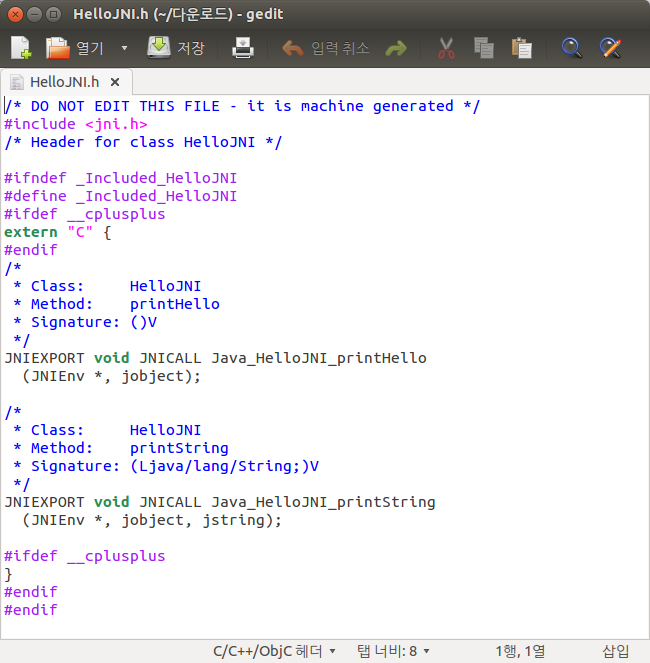 HelloJNI.h (~/다운로드) - gedit
열기 저장 입력 취소
HelloJNI.h
/* DO NOT EDIT THIS FILE - it is machine generated */
#include <jni.h>
/* Header for class HelloJNI */

#ifndef _Included_HelloJNI
#define _Included_HelloJNI
#ifdef __cplusplus
extern "C" {
#endif
/*
 * Class:     HelloJNI
 * Method:    printHello
 * Signature: ()V
 */
JNIEXPORT void JNICALL Java_HelloJNI_printHello
  (JNIEnv *, jobject);

/*
 * Class:     HelloJNI
 * Method:    printString
 * Signature: (Ljava/lang/String;)V
 */
JNIEXPORT void JNICALL Java_HelloJNI_printString
  (JNIEnv *, jobject, jstring);

#ifdef __cplusplus
}
#endif
#endif
C/C++/ObjC 헤더 탭 너비: 8 1행, 1열 삽입